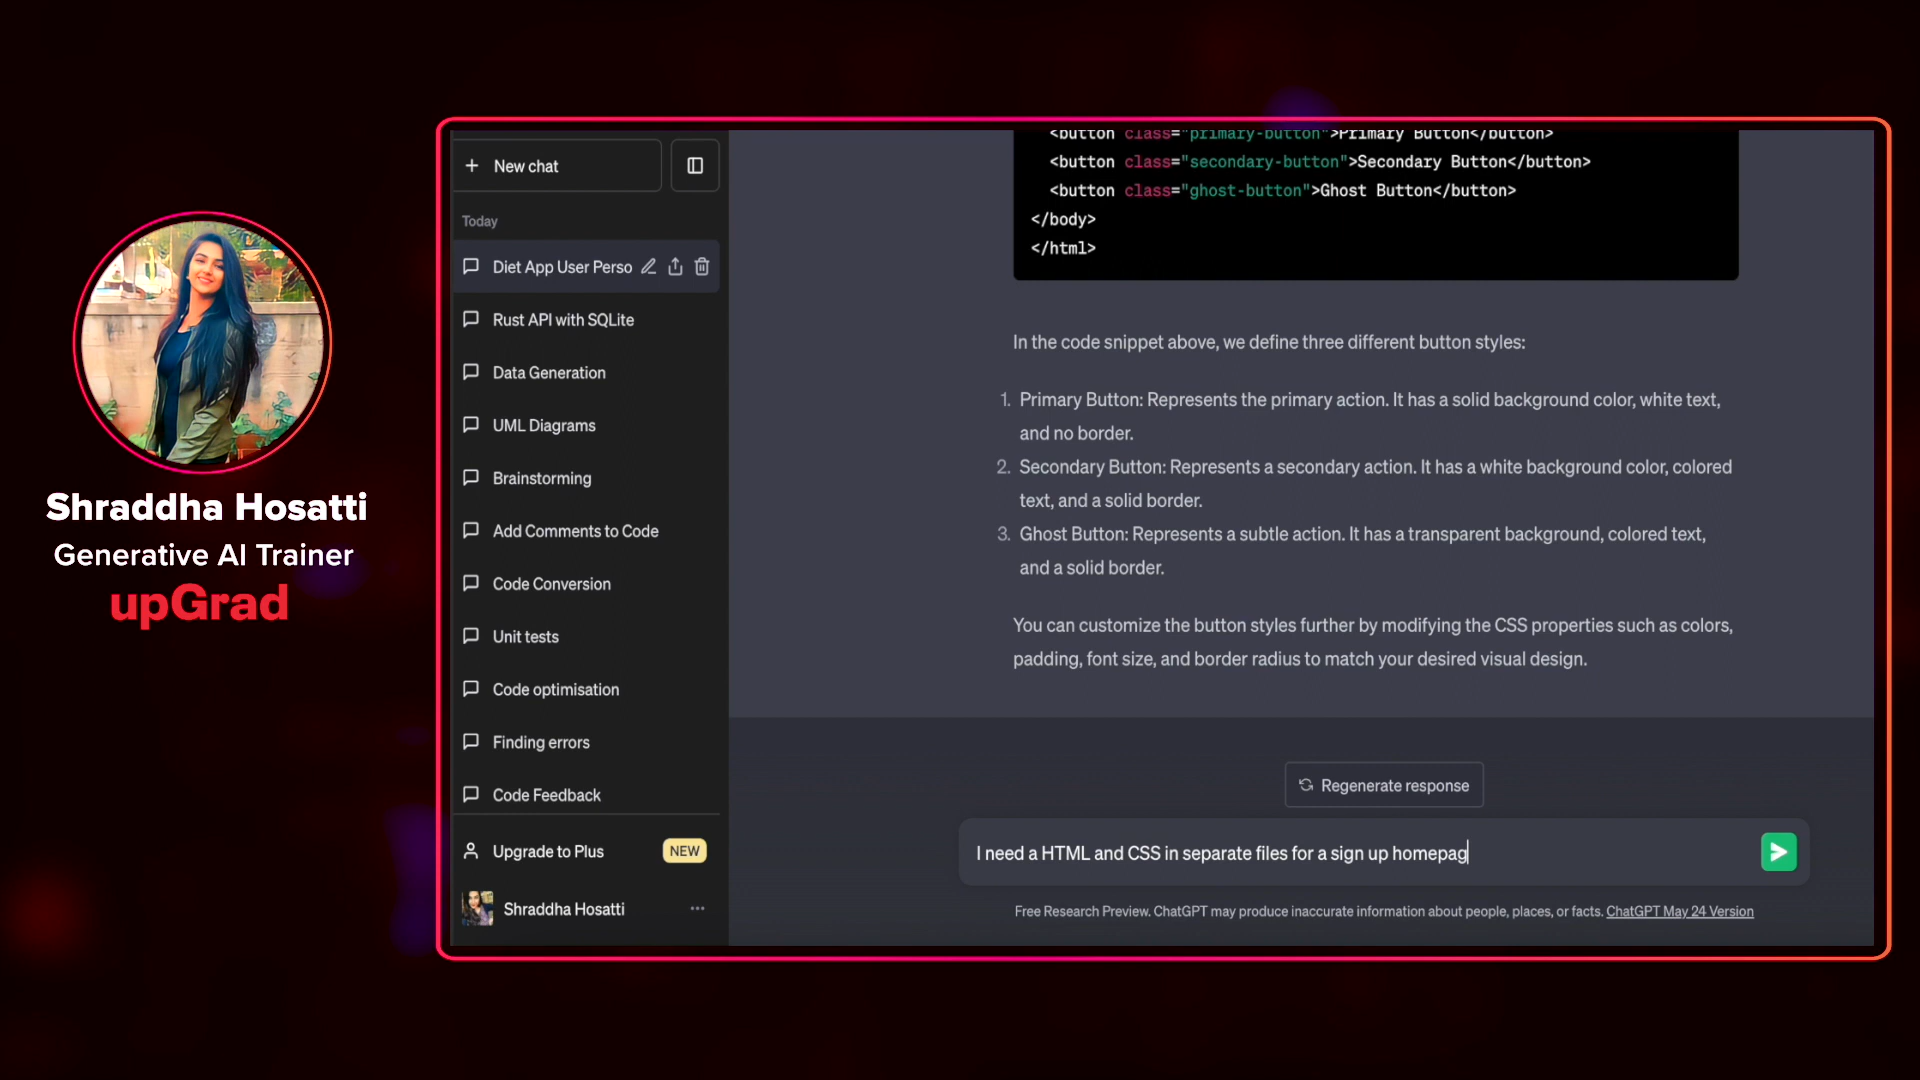 Shraddha Hosatti
Generative AI Trainer
upGrad
+ New chat
Today
Diet App User Perso
Rust API with SQLite
Data Generation
UML Diagrams
Brainstorming
Add Comments to Code
Code Conversion
Unit tests
Code optimisation
Finding errors
Code Feedback
Upgrade to Plus NEW
Shraddha Hosatti ...
<button class="primary-button">Primary Button</button>
<button class="secondary-button">Secondary Button</button>
<button class="ghost-button">Ghost Button</button>
</body>
</html>
In the code snippet above, we define three different button styles:
1. Primary Button: Represents the primary action. It has a solid background color, white text,
and no border.
2. Secondary Button: Represents a secondary action. It has a white background color, colored
text, and a solid border.
3. Ghost Button: Represents a subtle action. It has a transparent background, colored text,
and a solid border.
You can customize the button styles further by modifying the CSS properties such as colors,
padding, font size, and border radius to match your desired visual design.
Regenerate response
I need a HTML and CSS in separate files for a sign up homepag
Free Research Preview. ChatGPT may produce inaccurate information about people, places, or facts. ChatGPT May 24 Version